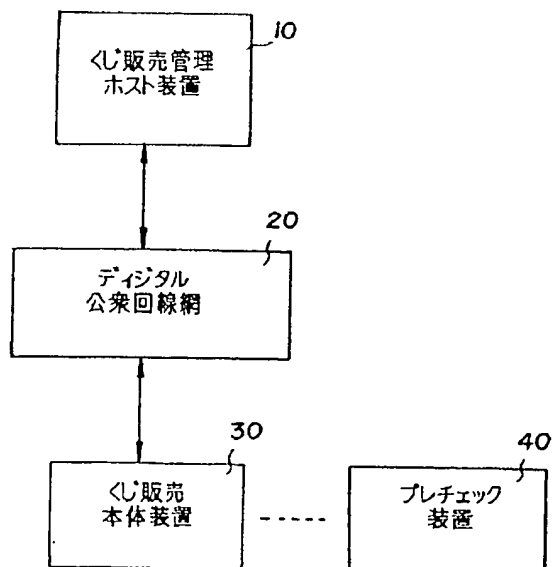 10
くじ販売管理
ホスト装置
20
ディジタル
公衆回線網
30
くじ販売
本体装置
40
プレチェック
装置